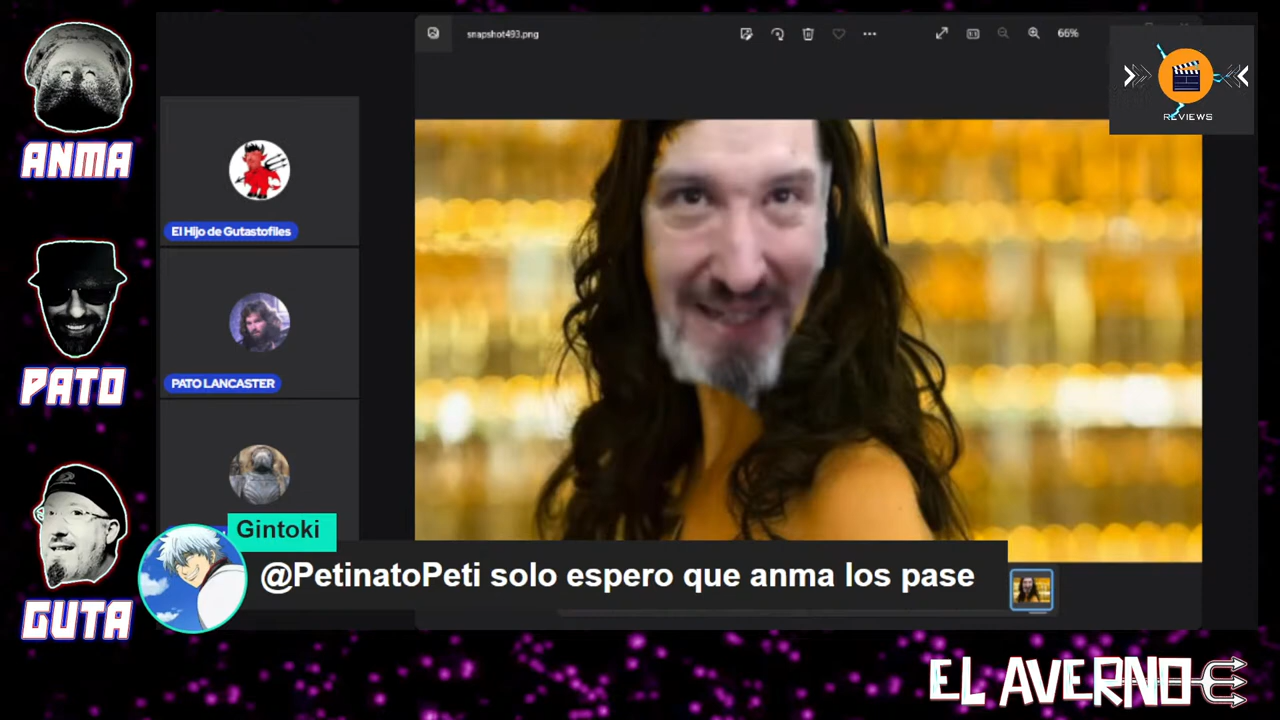 snapshot493.png
66%
REVIEWS
ANMA
El Hijo de Gutastofiles
PATO
PATO LANCASTER
GUTA
Gintoki
@PetinatoPeti solo espero que anma los pase
EL AVERNO